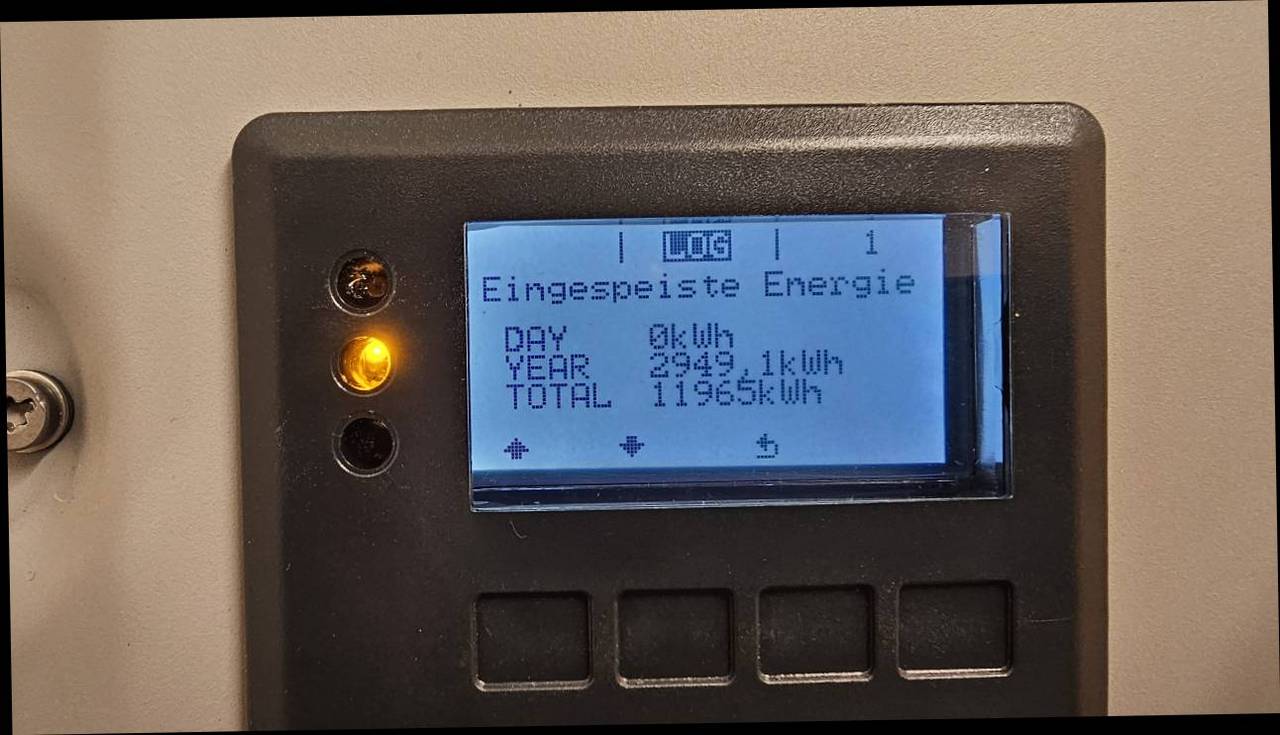 | LOG | 1
Eingespeiste Energie
DAY 0kWh
YEAR 2949,1kWh
TOTAL 11965kWh